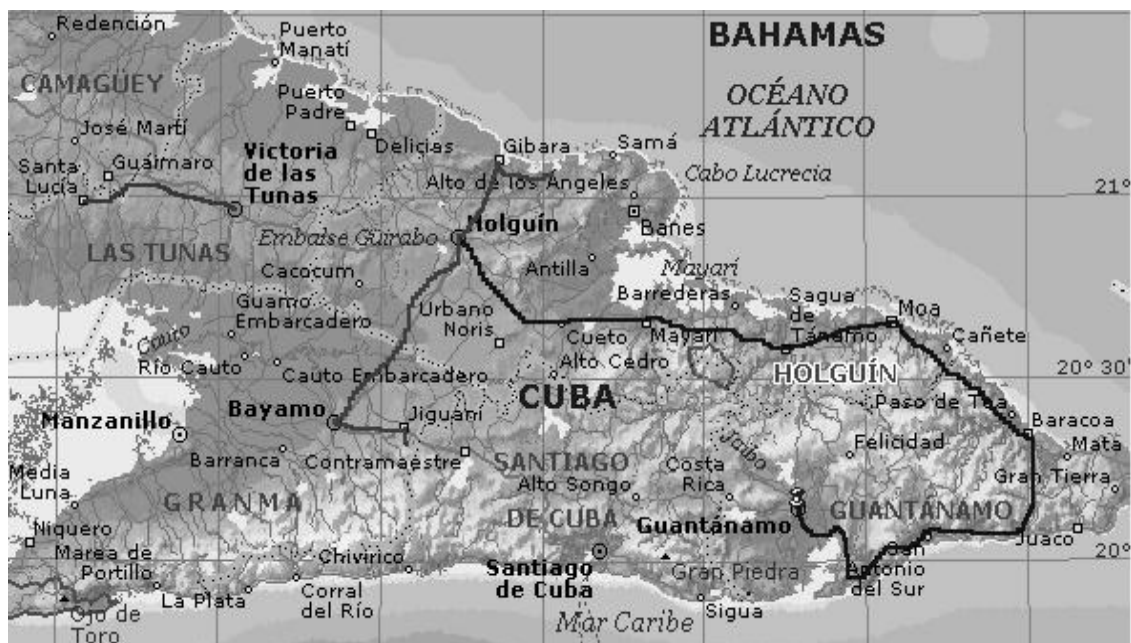 Redención
Puerto
Manatí
BAHAMAS
CAMAGÜEY
Puerto
Padre
OCÉANO
ATLÁNTICO
José Martí
Delicias
Gibara
Samá
Santa
Lucía
Guáimaro
Victoria
de las
Tunas
Alto de los Angeles
Cabo Lucrecia
21°
Holguín
Banes
LAS TUNAS
Embalse Güirabo
Cacocum
Antilla
Mayarí
Guamo
Embarcadero
Urbano
Noris
Barrederas
Sagua
de
Tánamo
Moa
Cañete
Cauto
Río Cauto
Cueto
Mayarí
Cauto Embarcadero
Alto Cedro
HOLGUÍN
20° 30
CUBA
Paso de Toa
Manzanillo
Bayamo
Jiguaní
Baracoa
Barranca
Contramaestre
Jaibo
Felicidad
Mata
Media
Luna
SANTIAGO
DE CUBA
Costa
Rica
Gran Tierra
GRANMA
Alto Songo
Niquero
Guantánamo
GUANTÁNAMO
Marea de
Portillo
Chivirico
Juaco
20°
Santiago
de Cuba
Gran Piedra
San
Antonio
del Sur
La Plata
Corral
del Río
Sigua
Ojo de
Toro
Mar Caribe